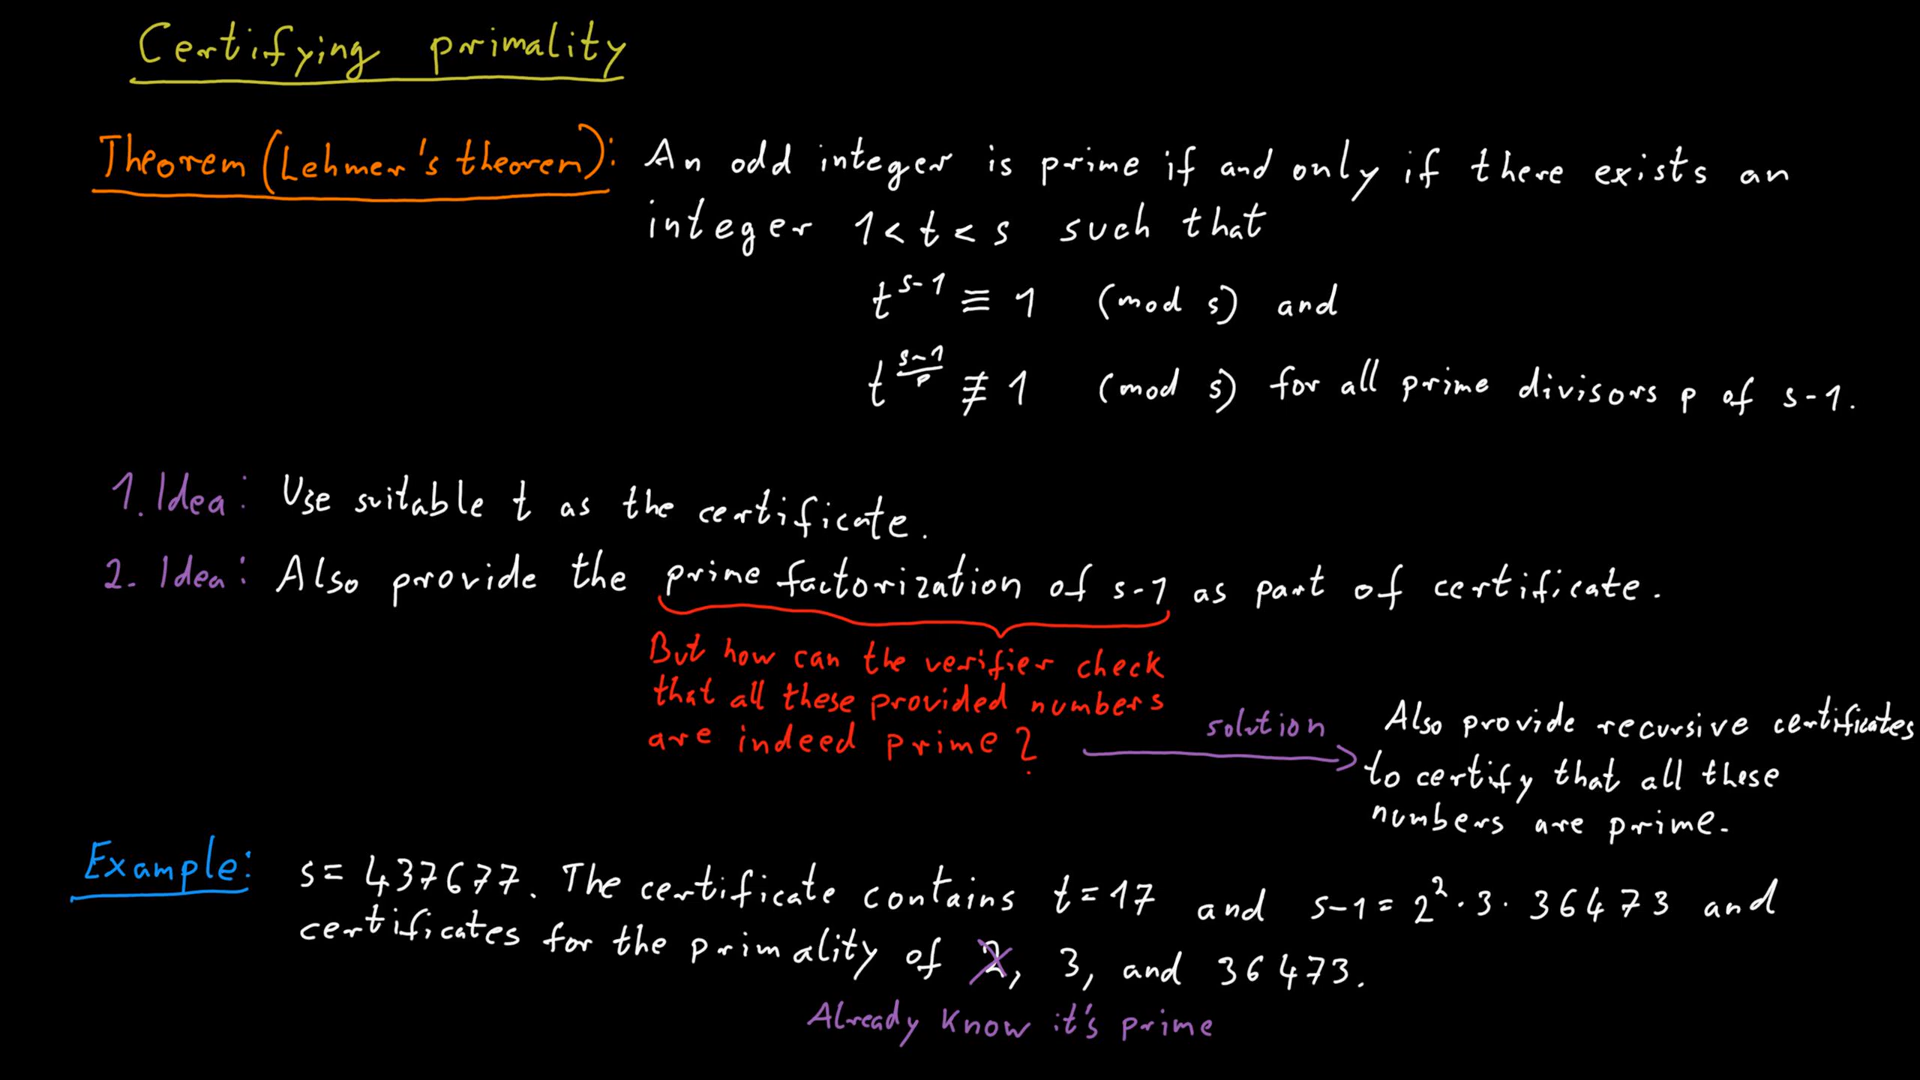 Certifying primality
Theorem (Lehmer's theorem): An odd integer is prime if and only if there exists an
integer 1 < t < s such that
t^{s-1} ≡ 1 (mod s) and
t^{\frac{s-1}{p}} ≢ 1 (mod s) for all prime divisors p of s-1.
1. Idea: Use suitable t as the certificate.
2. Idea: Also provide the prime factorization of s-1 as part of certificate.
But how can the verifier check
that all these provided numbers
are indeed prime?
solution
Also provide recursive certificates
to certify that all these
numbers are prime.
Example: s = 437677. The certificate contains t = 17 and s-1 = 2² · 3 · 36473 and
certificates for the primality of 2, 3, and 36473.
Already know it's prime